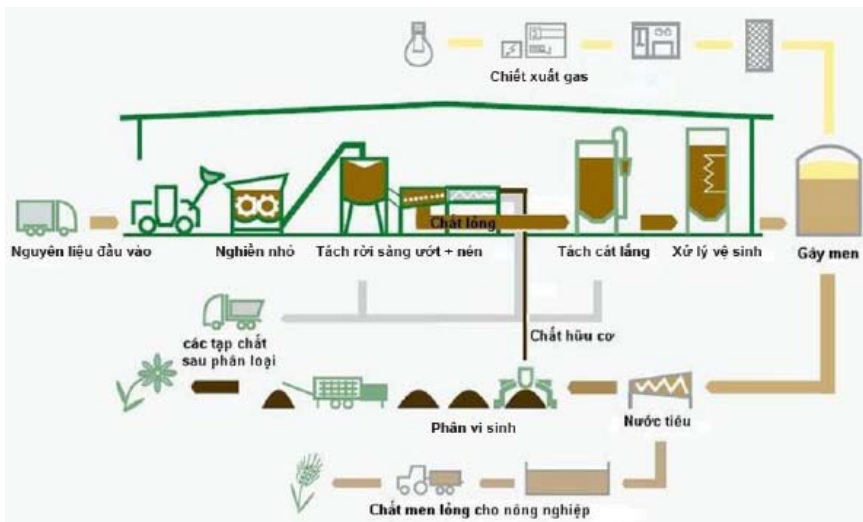 Chiết xuất gas
Chất lỏng
Nguyên liệu đầu vào
Nghiền nhỏ
Tách rời sàng ướt + nén
Tách cát lắng
Xử lý vệ sinh
Gây men
các tạp chất
sau phân loại
Chất hữu cơ
Phân vi sinh
Nước tiêu
Chất men lỏng cho nông nghiệp